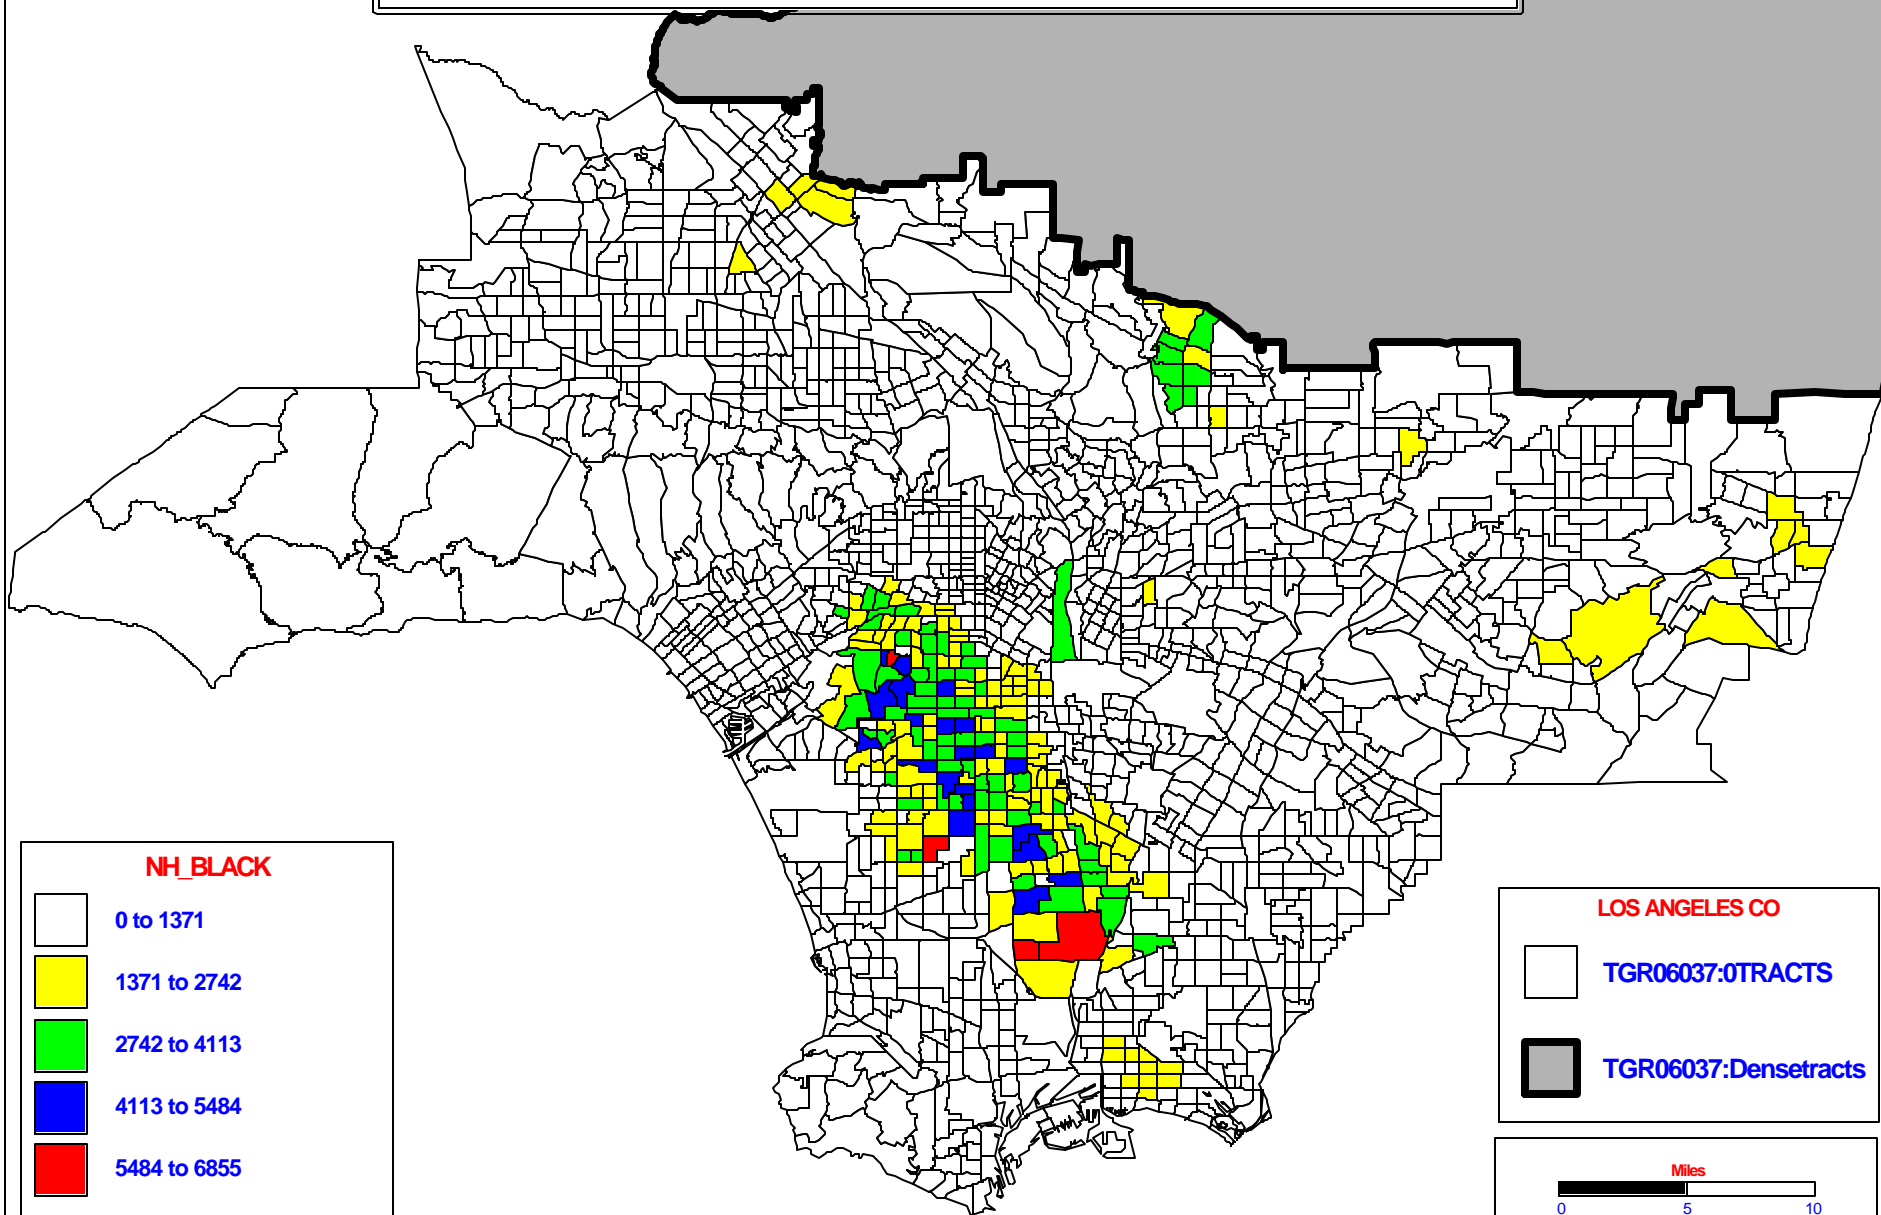 NH_BLACK
0 to 1371
1371 to 2742
2742 to 4113
4113 to 5484
5484 to 6855
LOS ANGELES CO
TGR06037:0TRACTS
TGR06037:Densetracts
Miles
0 5 10